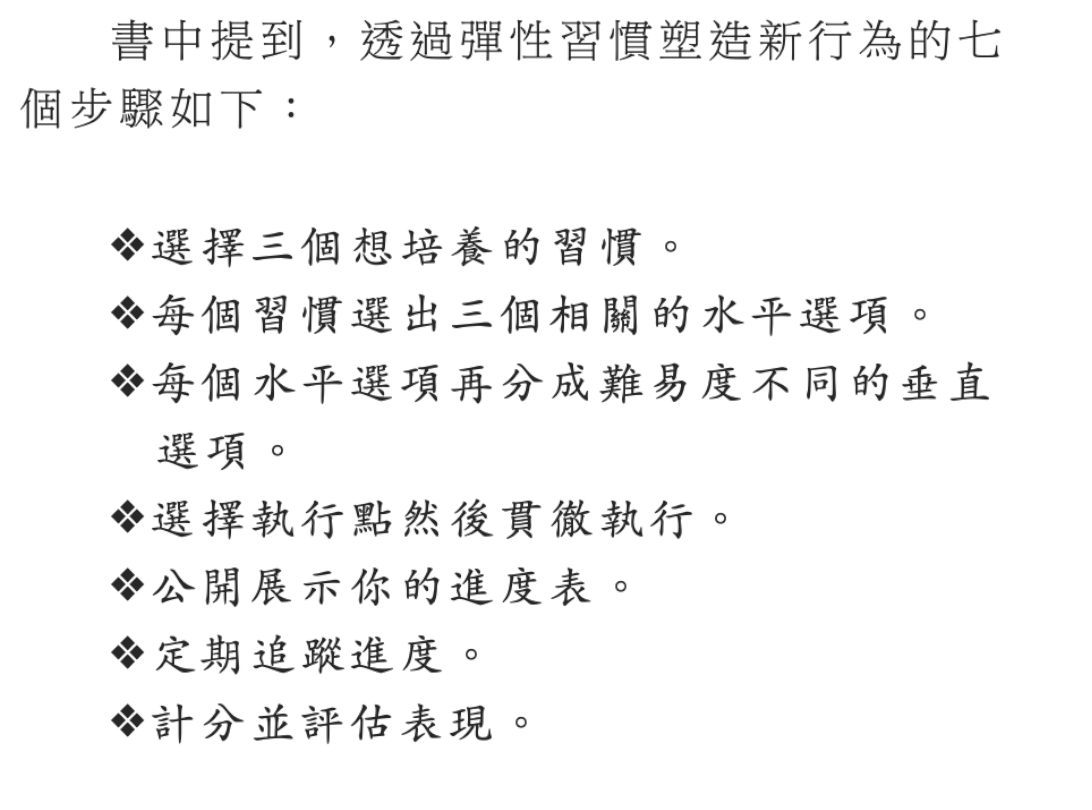 書中提到，透過彈性習慣塑造新行為的七
個步驟如下：
❖選擇三個想培養的習慣。
❖每個習慣選出三個相關的水平選項。
❖每個水平選項再分成難易度不同的垂直
選項。
❖選擇執行點然後貫徹執行。
❖公開展示你的進度表。
❖定期追蹤進度。
❖計分並評估表現。